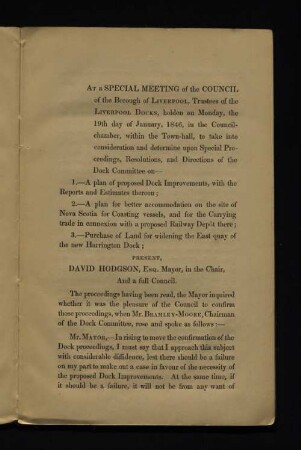 At a SPECIAL MEETING of the COUNCIL
of the Borough of Liverpool, Trustees of the
Liverpool Docks, holden on Monday, the
19th day of January, 1846, in the Council-
chamber, within the Town-hall, to take into
consideration and determine upon Special Pro-
ceedings, Resolutions, and Directions of the
Dock Committee on—
1.—A plan of proposed Dock Improvements, with the
Reports and Estimates thereon;
2.—A plan for better accommodation on the site of
Nova Scotia for Coasting vessels, and for the Carrying
trade in connexion with a proposed Railway Depôt there;
3.—Purchase of Land for widening the East quay of
the new Harrington Dock;
PRESENT,
DAVID HODGSON, Esq. Mayor, in the Chair,
And a full Council.
The proceedings having been read, the Mayor inquired
whether it was the pleasure of the Council to confirm
those proceedings, when Mr. Bramley-Moore, Chairman
of the Dock Committee, rose and spoke as follows:—
Mr. Mayor,—In rising to move the confirmation of the
Dock proceedings, I must say that I approach this subject
with considerable diffidence, lest there should be a failure
on my part to make out a case in favour of the necessity of
the proposed Dock Improvements. At the same time, if
it should be a failure, it will not be from any want of